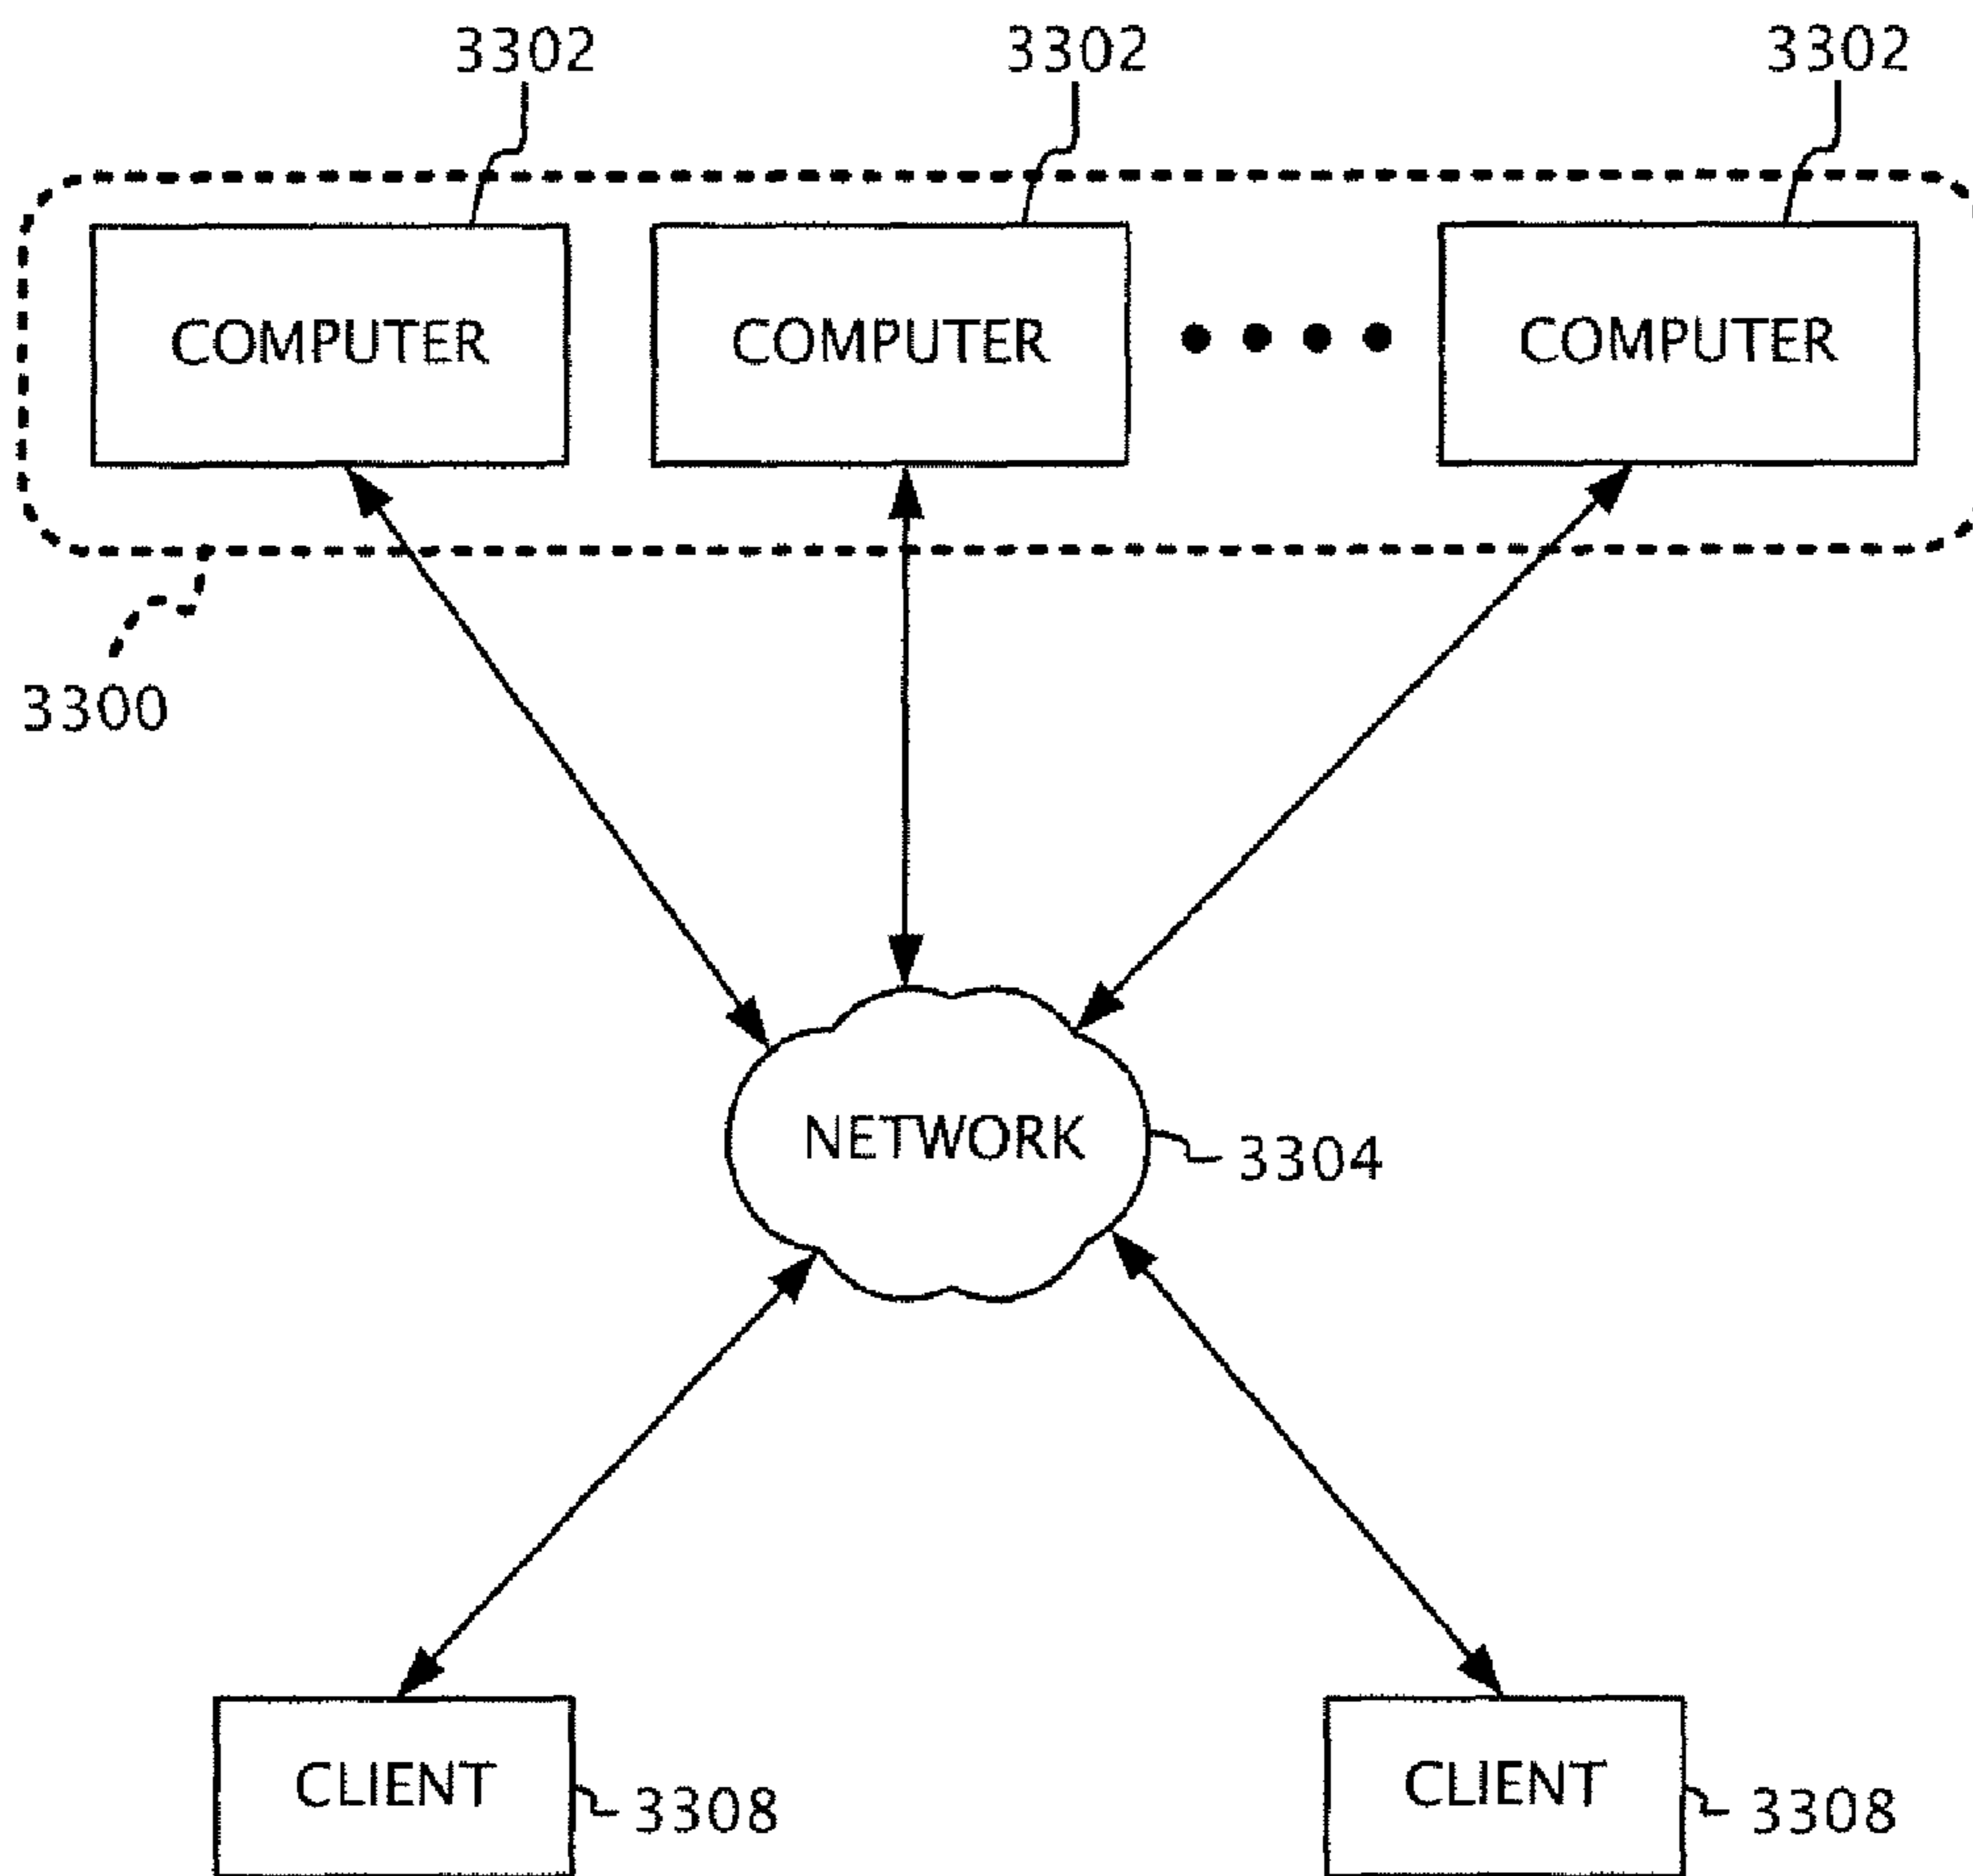 3302 3302 3302
COMPUTER COMPUTER COMPUTER
3300
NETWORK 3304
CLIENT 3308 CLIENT 3308